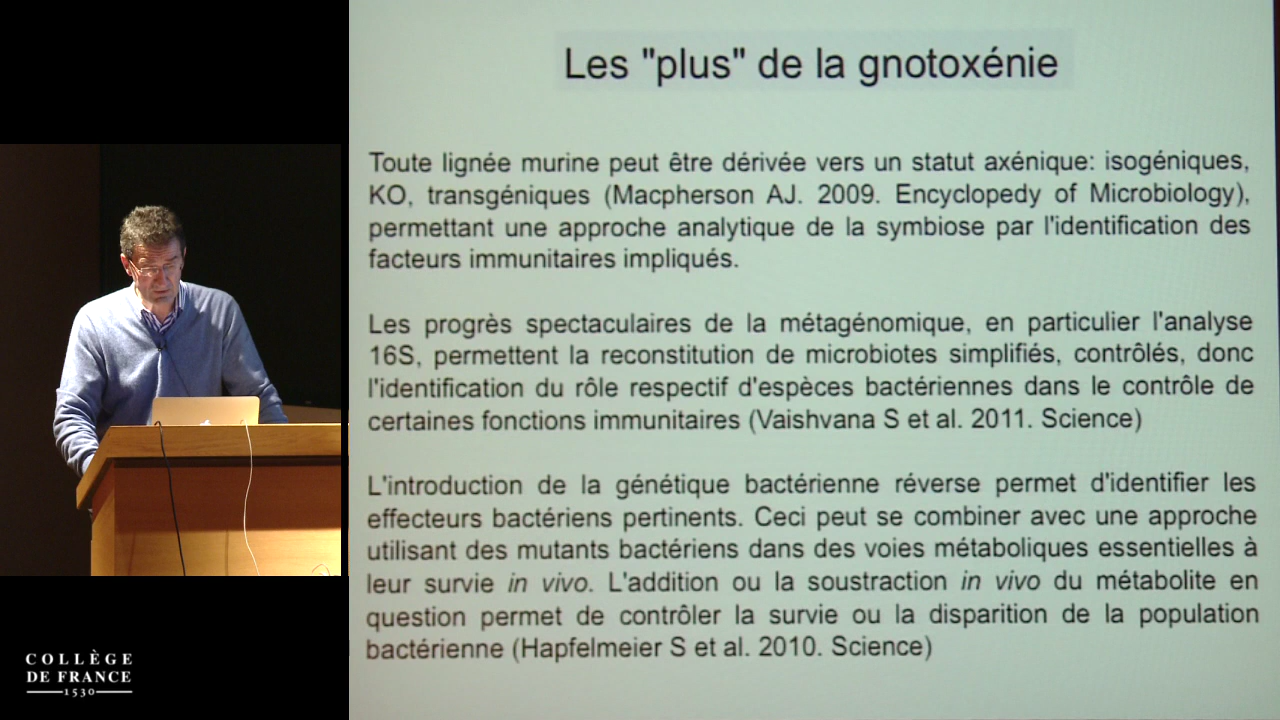 Les "plus" de la gnotoxénie
Toute lignée murine peut être dérivée vers un statut axénique: isogéniques,
KO, transgéniques (Macpherson AJ. 2009. Encyclopedy of Microbiology),
permettant une approche analytique de la symbiose par l'identification des
facteurs immunitaires impliqués.
Les progrès spectaculaires de la métagénomique, en particulier l'analyse
16S, permettent la reconstitution de microbiotes simplifiés, contrôlés, donc
l'identification du rôle respectif d'espèces bactériennes dans le contrôle de
certaines fonctions immunitaires (Vaishvana S et al. 2011. Science)
L'introduction de la génétique bactérienne réverse permet d'identifier les
effecteurs bactériens pertinents. Ceci peut se combiner avec une approche
utilisant des mutants bactériens dans des voies métaboliques essentielles à
leur survie in vivo. L'addition ou la soustraction in vivo du métabolite en
question permet de contrôler la survie ou la disparition de la population
bactérienne (Hapfelmeier S et al. 2010. Science)
COLLÈGE
DE FRANCE
1530